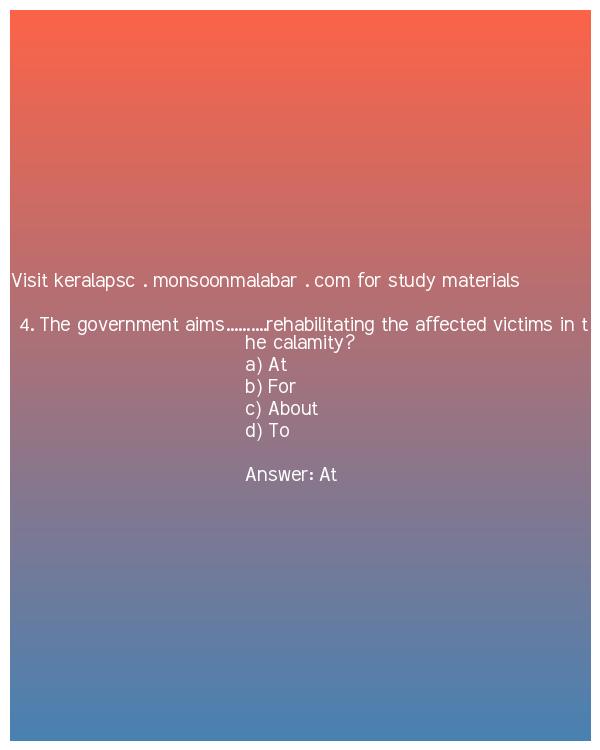 Visit keralapsc . monsoonmalabar . com for study materials
4. The government aims..........rehabilitating the affected victims in t
he calamity?
a) At
b) For
c) About
d) To
Answer: At